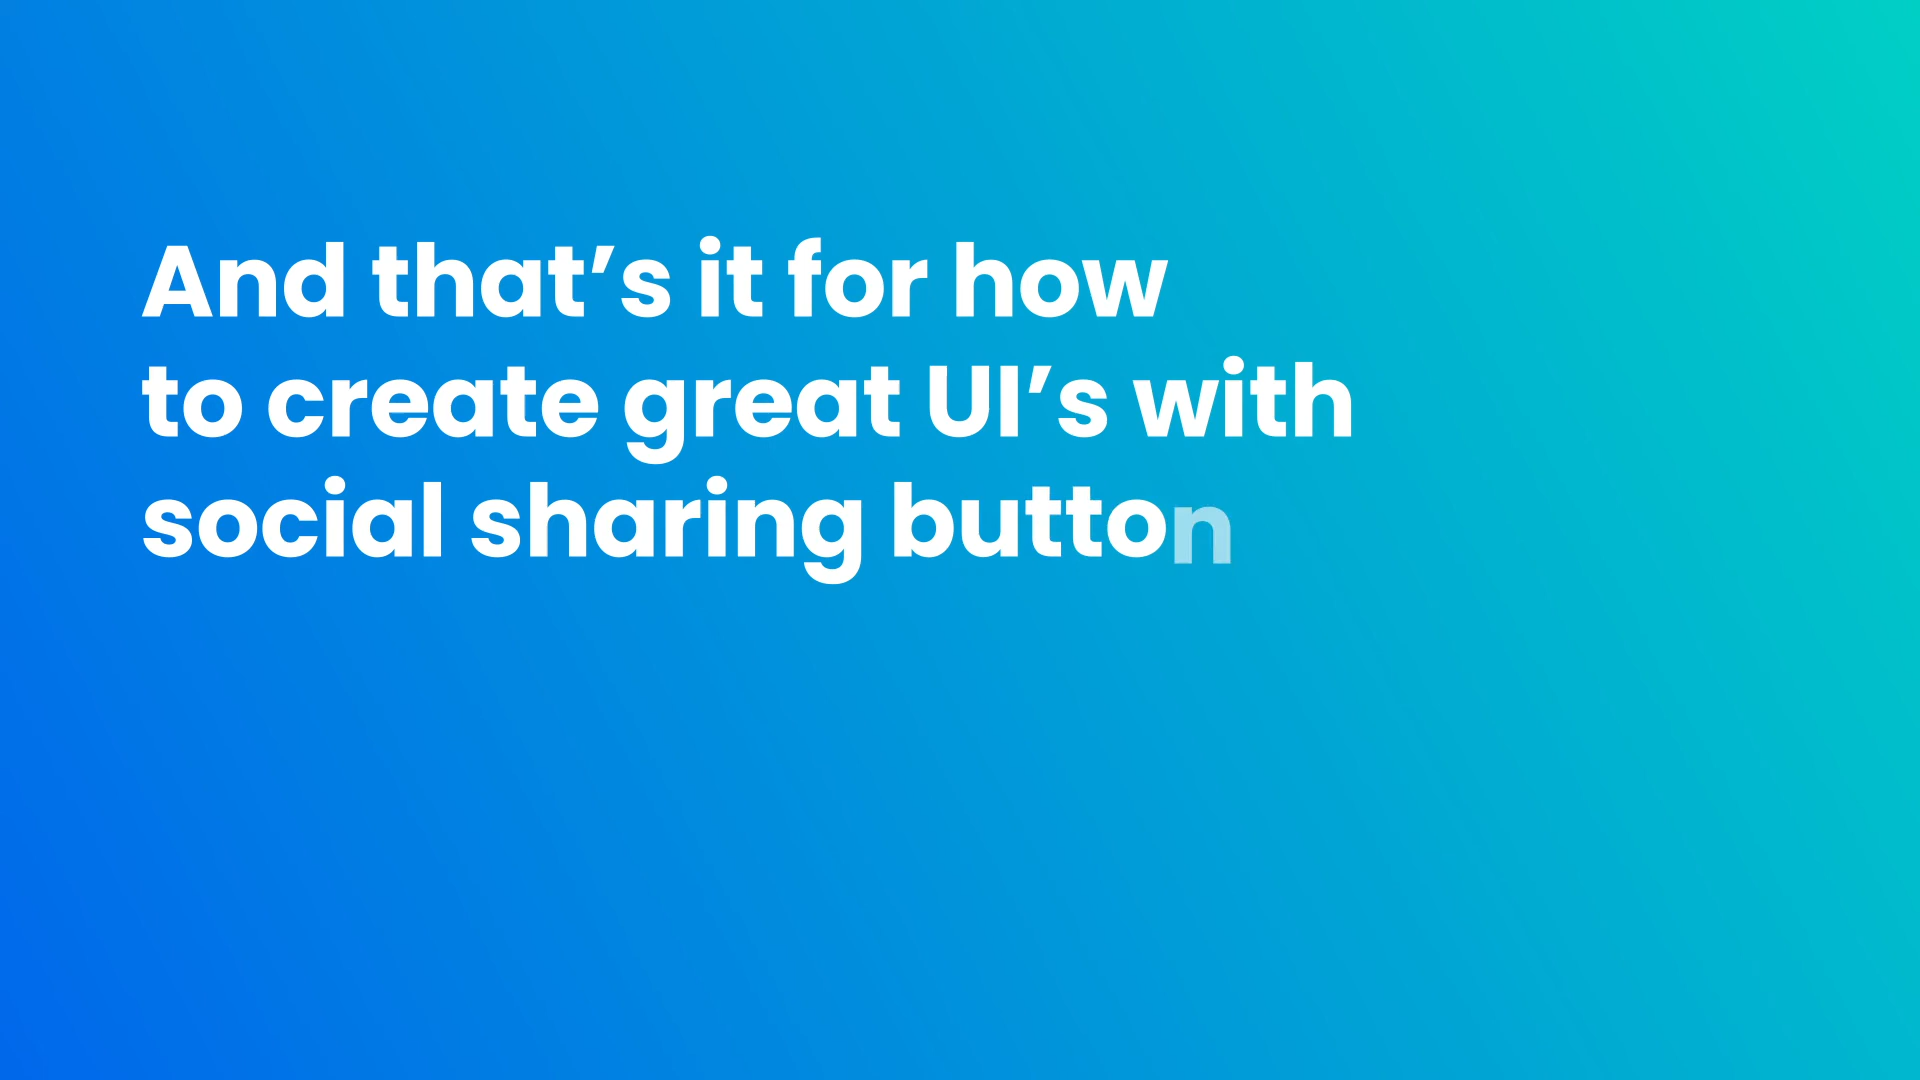 And that’s it for how
to create great UI’s with
social sharing button